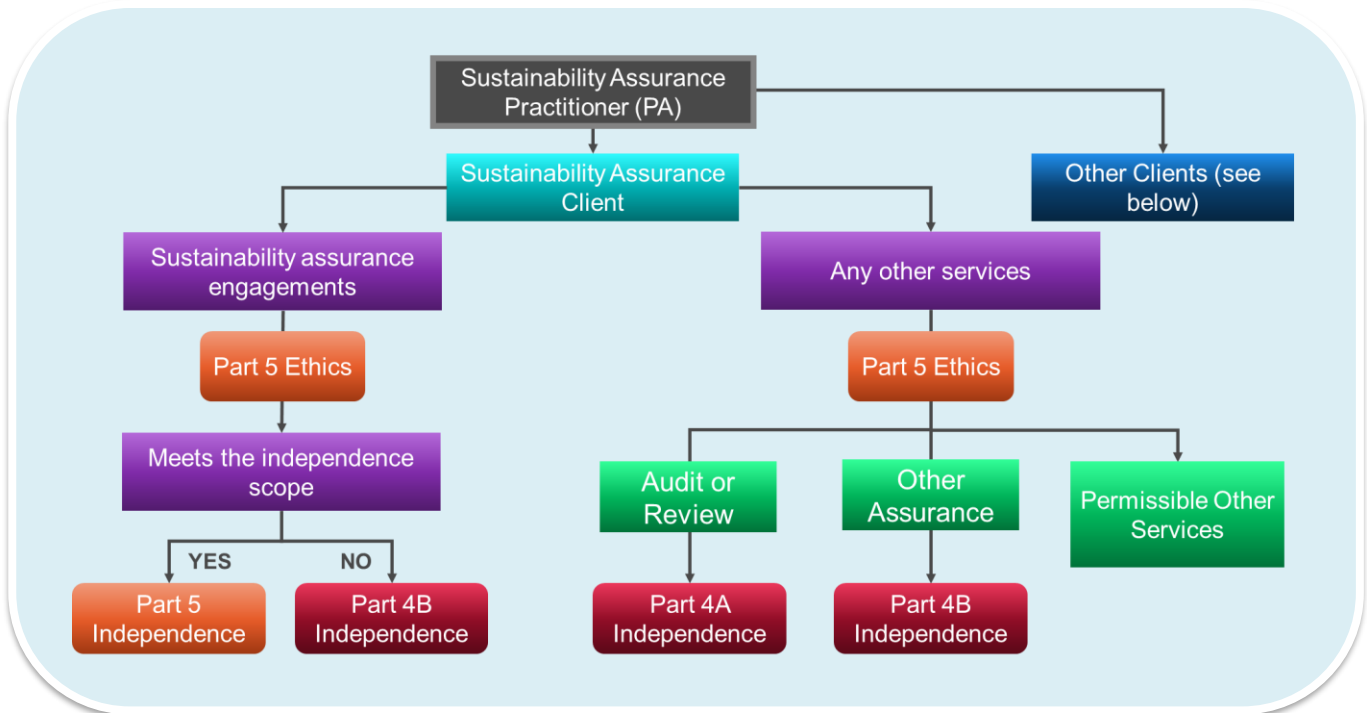 Sustainability Assurance
Practitioner (PA)
Sustainability Assurance
Client
Other Clients (see
below)
Sustainability assurance
engagements
Any other services
Part 5 Ethics
Part 5 Ethics
Meets the independence
scope
Audit or
Review
Other
Assurance
Permissible Other
Services
YES
NO
Part 5
Independence
Part 4B
Independence
Part 4A
Independence
Part 4B
Independence